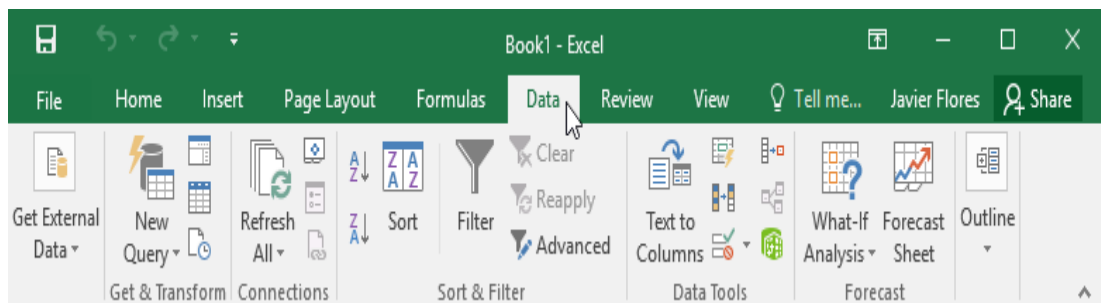 Book1 - Excel
File Home Insert Page Layout Formulas Data Review View Tell me... Javier Flores Share
Get External Data
New Query
Refresh All
A Z
Z A
Z A A Z
Sort
Filter
Clear
Reapply
Advanced
Text to Columns
What-If Analysis
Forecast Sheet
Outline
Get & Transform Connections Sort & Filter Data Tools Forecast